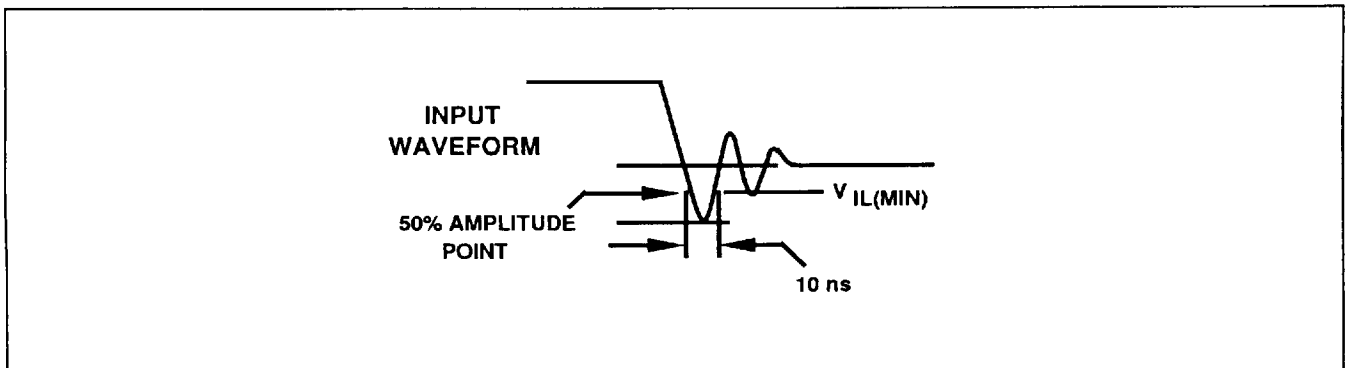 INPUT
WAVEFORM
V IL(MIN)
50% AMPLITUDE
POINT
10 ns